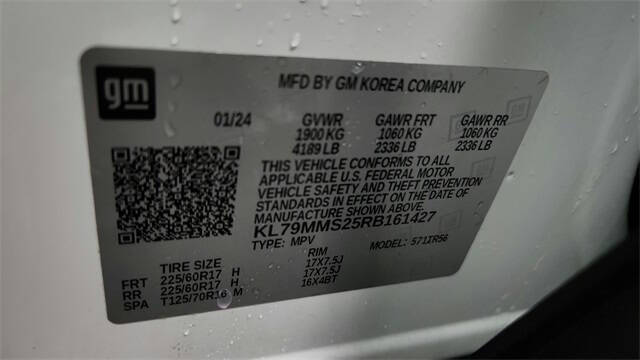 gm
MFD BY GM KOREA COMPANY
01/24 GVWR GAWR FRT GAWR RR
1900 KG 1060 KG 1060 KG
4189 LB 2336 LB 2336 LB
THIS VEHICLE CONFORMS TO ALL
APPLICABLE U.S. FEDERAL MOTOR
VEHICLE SAFETY AND THEFT PREVENTION
STANDARDS IN EFFECT ON THE DATE OF
MANUFACTURE SHOWN ABOVE.
KL79MMS25RB161427
TYPE: MPV MODEL: 571TR56
TIRE SIZE RIM
FRT 225/60R17 H 17X7.5J
RR 225/60R17 H 17X7.5J
SPA T125/70R16 M 16X4BT